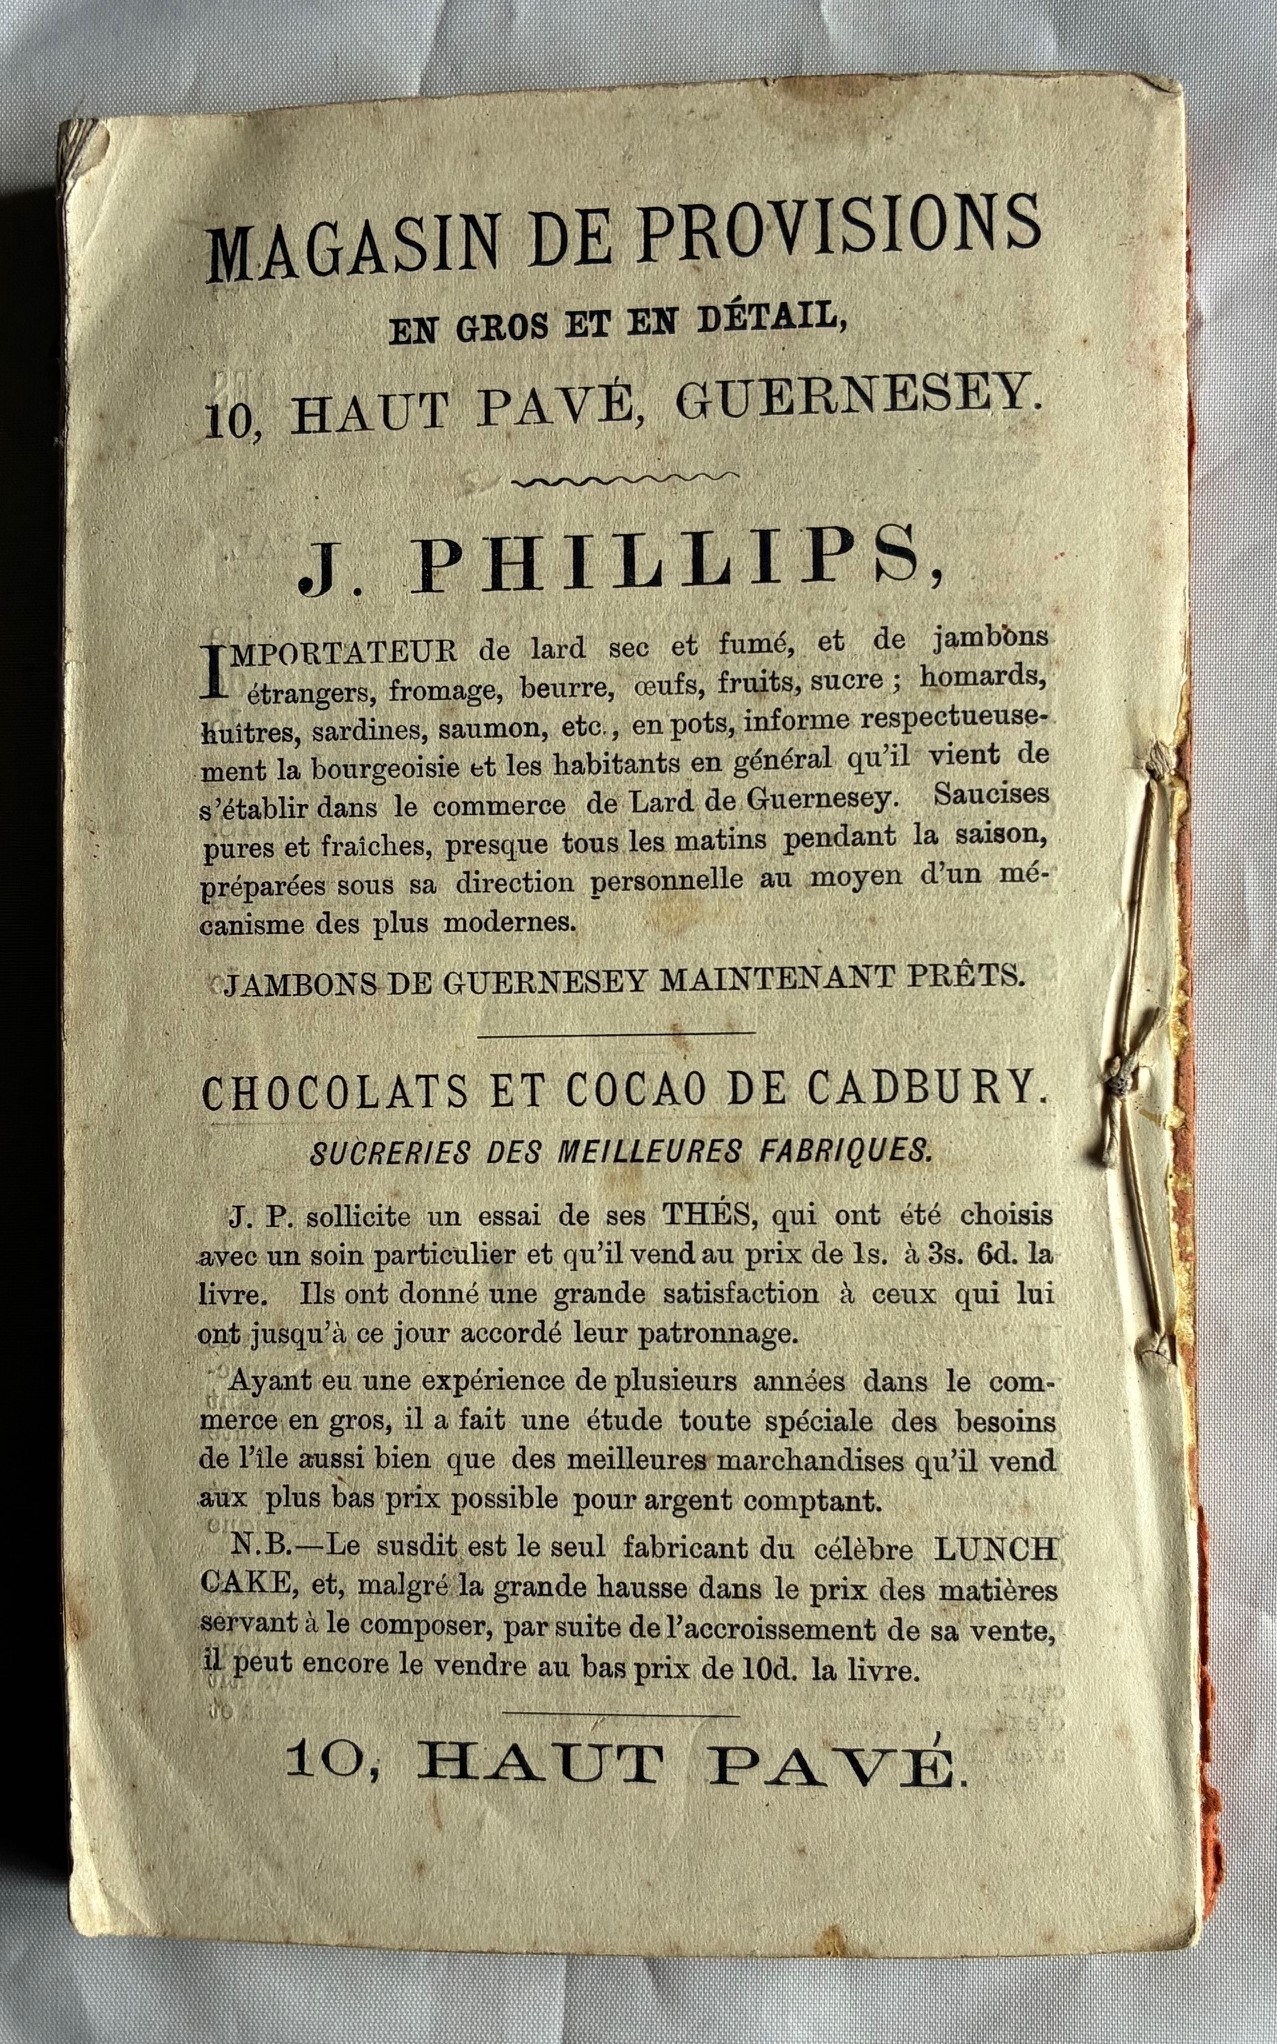 MAGASIN DE PROVISIONS
EN GROS ET EN DÉTAIL,
10, HAUT PAVÉ, GUERNESEY.
J. PHILLIPS,
IMPORTATEUR de lard sec et fumé, et de jambons
étrangers, fromage, beurre, œufs, fruits, sucre ; homards,
huîtres, sardines, saumon, etc., en pots, informe respectueuse-
ment la bourgeoisie et les habitants en général qu'il vient de
s'établir dans le commerce de Lard de Guernesey. Saucises
pures et fraîches, presque tous les matins pendant la saison,
préparées sous sa direction personnelle au moyen d'un mé-
canisme des plus modernes.
JAMBONS DE GUERNESEY MAINTENANT PRÊTS.
CHOCOLATS ET COCAO DE CADBURY.
SUCRERIES DES MEILLEURES FABRIQUES.
J. P. sollicite un essai de ses THÉS, qui ont été choisis
avec un soin particulier et qu'il vend au prix de 1s. à 3s. 6d. la
livre. Ils ont donné une grande satisfaction à ceux qui lui
ont jusqu'à ce jour accordé leur patronnage.
Ayant eu une expérience de plusieurs années dans le com-
merce en gros, il a fait une étude toute spéciale des besoins
de l'île aussi bien que des meilleures marchandises qu'il vend
aux plus bas prix possible pour argent comptant.
N.B.—Le susdit est le seul fabricant du célèbre LUNCH
CAKE, et, malgré la grande hausse dans le prix des matières
servant à le composer, par suite de l'accroissement de sa vente,
il peut encore le vendre au bas prix de 10d. la livre.
10, HAUT PAVÉ.